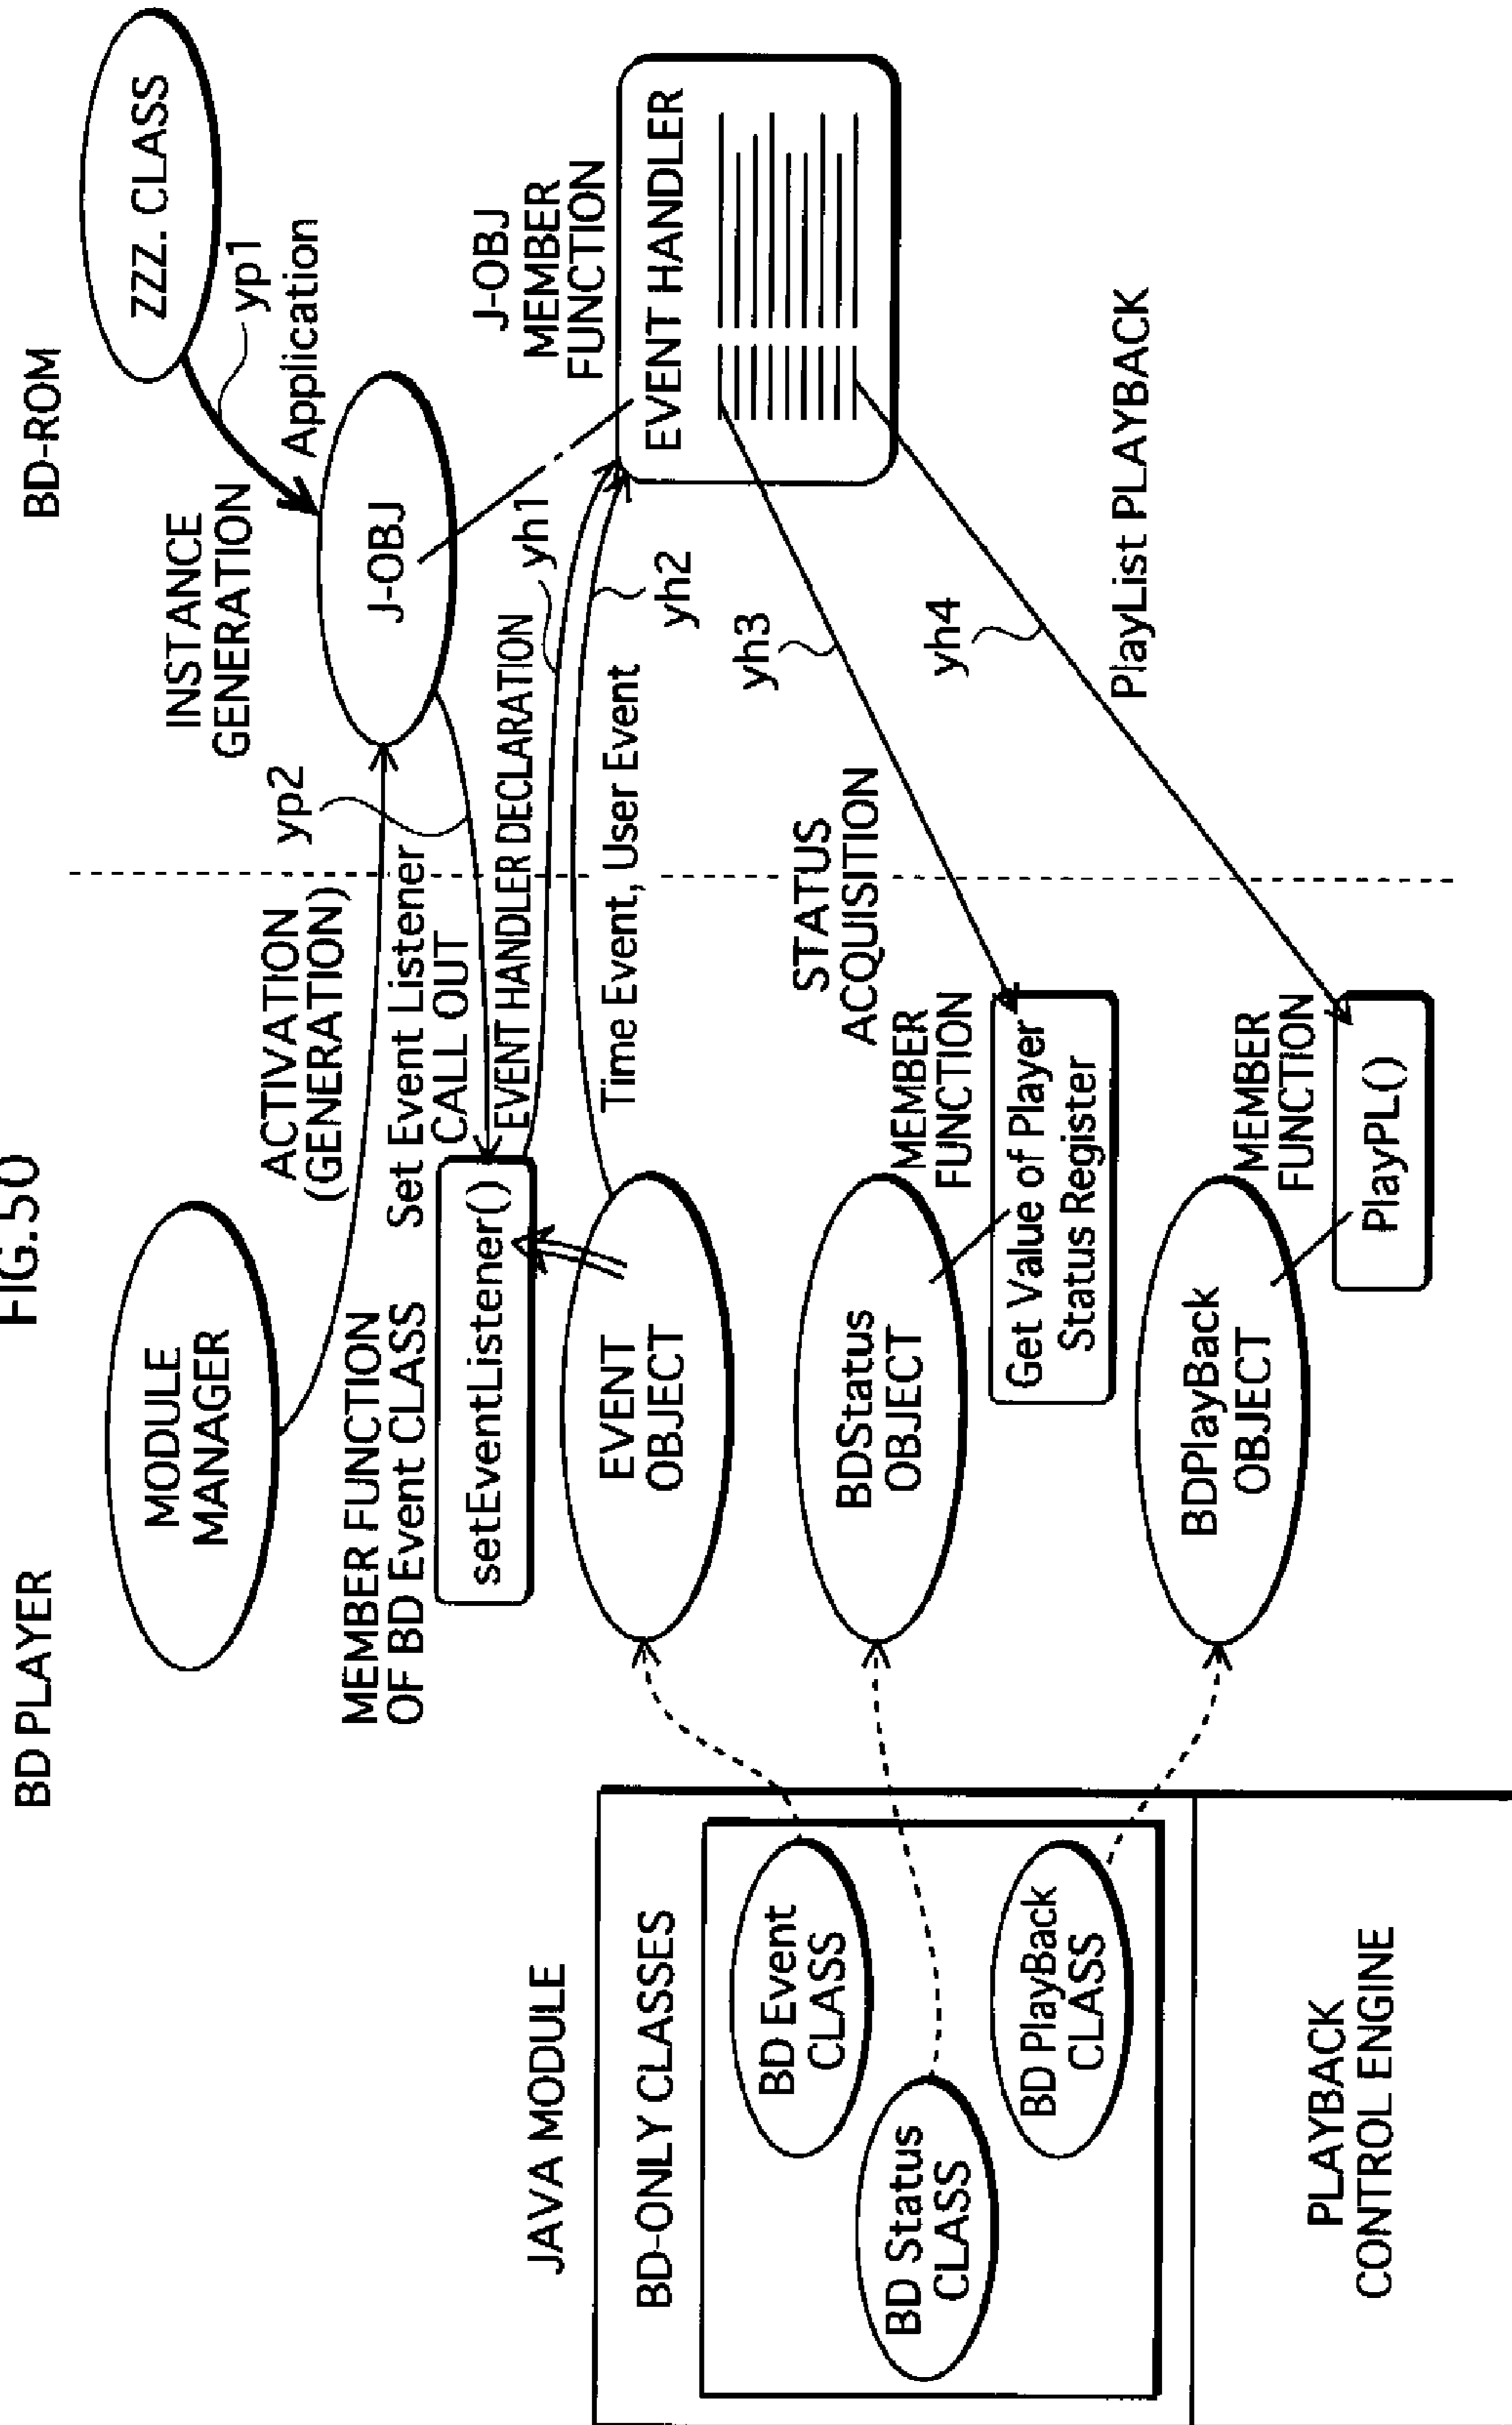 FIG.50
BD PLAYER
BD-ROM
MODULE
MANAGER
ACTIVATION
(GENERATION)
INSTANCE
GENERATION
ZZZ. CLASS
yp1
Application
J-OBJ
yp2
MEMBER FUNCTION
OF BD Event CLASS
Set Event Listener
CALL OUT
setEventListener()
EVENT HANDLER DECLARATION
yh1
J-OBJ
MEMBER
FUNCTION
EVENT HANDLER
Time Event, User Event
yh2
EVENT
OBJECT
JAVA MODULE
BD-ONLY CLASSES
BD Event
CLASS
BD Status
CLASS
BD PlayBack
CLASS
PLAYBACK
CONTROL ENGINE
BDStatus
OBJECT
MEMBER
FUNCTION
STATUS
ACQUISITION
yh3
Get Value of Player
Status Register
yh4
PlayList PLAYBACK
BDPlayBack
OBJECT
MEMBER
FUNCTION
PlayPL()